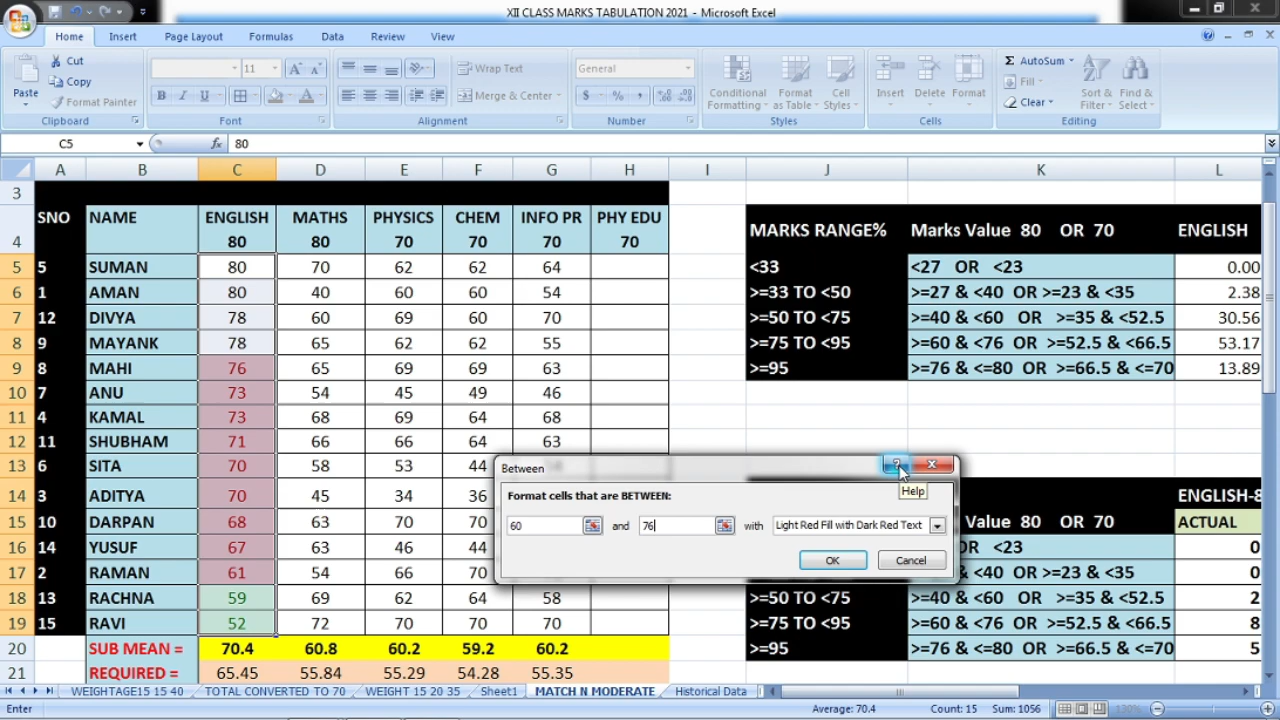 XII CLASS MARKS TABULATION 2021 - Microsoft Excel
Home Insert Page Layout Formulas Data Review View
Paste Cut Copy Format Painter Clipboard
11 Font
Wrap Text Merge & Center Alignment
General Number
Conditional Formatting Format as Table Cell Styles Styles
Insert Delete Format Cells
AutoSum Fill Clear Sort & Filter Find & Select Editing
C5 fx 80
A B C D E F G H I J K L
3
4 SNO NAME ENGLISH 80 MATHS 80 PHYSICS 70 CHEM 70 INFO PR 70 PHY EDU 70 MARKS RANGE% Marks Value 80 OR 70 ENGLISH
5 5 SUMAN 80 70 62 62 64 <33 <27 OR <23 0.00
6 1 AMAN 80 40 60 60 54 >=33 TO <50 >=27 & <40 OR >=23 & <35 2.38
7 12 DIVYA 78 60 69 60 70 >=50 TO <75 >=40 & <60 OR >=35 & <52.5 30.56
8 9 MAYANK 78 65 62 62 55 >=75 TO <95 >=60 & <76 OR >=52.5 & <66.5 53.17
9 8 MAHI 76 65 69 69 63 >=95 >=76 & <=80 OR >=66.5 & <=70 13.89
10 7 ANU 73 54 45 49 46
11 4 KAMAL 73 68 69 64 68
12 11 SHUBHAM 71 66 66 64 63
13 6 SITA 70 58 53 44
14 3 ADITYA 70 45 34 36 ENGLISH-8
15 10 DARPAN 68 63 70 70 Value 80 OR 70 ACTUAL
16 14 YUSUF 67 63 46 44 OR <23 0
17 2 RAMAN 61 54 66 70 & <40 OR >=23 & <35 0
18 13 RACHNA 59 69 62 64 58 >=50 TO <75 >=40 & <60 OR >=35 & <52.5 2
19 15 RAVI 52 72 70 70 70 >=75 TO <95 >=60 & <76 OR >=52.5 & <66.5 8
20 SUB MEAN = 70.4 60.8 60.2 59.2 60.2 >=95 >=76 & <=80 OR >=66.5 & <=70 5
21 REQUIRED = 65.45 55.84 55.29 54.28 55.35
Between
Help
Format cells that are BETWEEN:
60 and 76 with Light Red Fill with Dark Red Text
OK Cancel
WEIGHTAGE15 15 40 TOTAL CONVERTED TO 70 WEIGHT 15 20 35 Sheet1 MATCH N MODERATE Historical Data
Enter Average: 70.4 Count: 15 Sum: 1056 130%